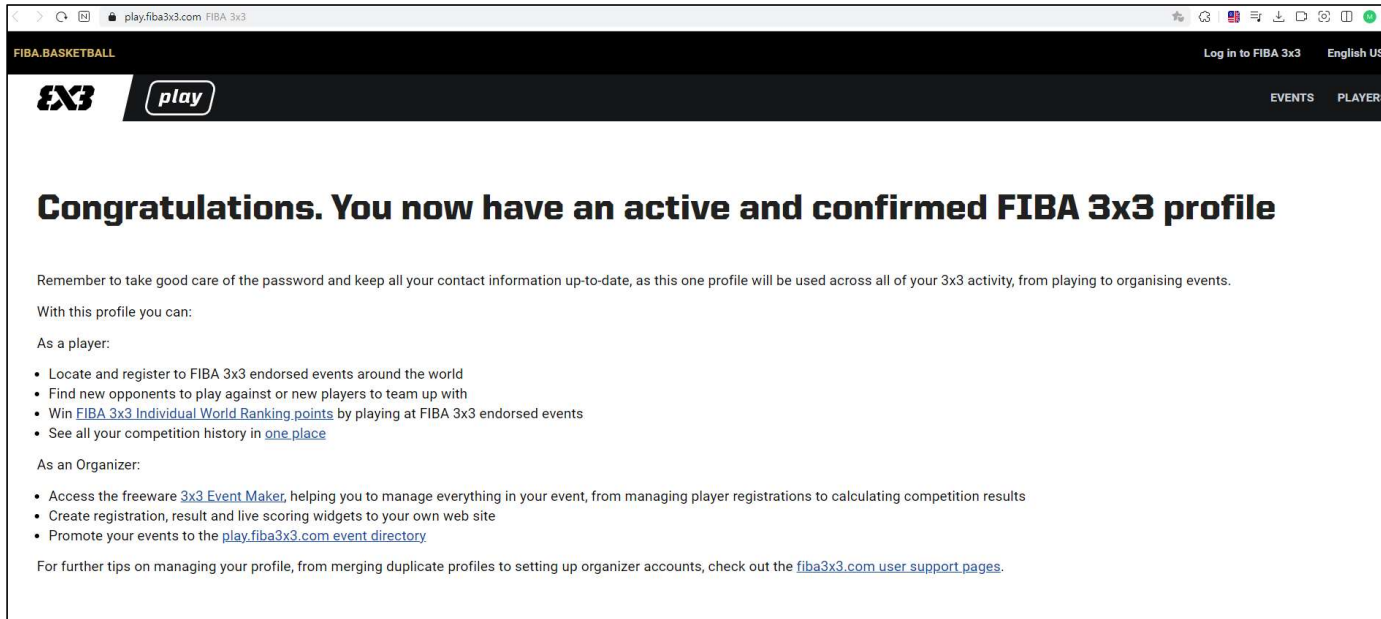 play.fiba3x3.com FIBA 3x3
FIBA.BASKETBALL
Log in to FIBA 3x3 English US
3X3 play
EVENTS PLAYERS
Congratulations. You now have an active and confirmed FIBA 3x3 profile
Remember to take good care of the password and keep all your contact information up-to-date, as this one profile will be used across all of your 3x3 activity, from playing to organising events.
With this profile you can:
As a player:
• Locate and register to FIBA 3x3 endorsed events around the world
• Find new opponents to play against or new players to team up with
• Win FIBA 3x3 Individual World Ranking points by playing at FIBA 3x3 endorsed events
• See all your competition history in one place
As an Organizer:
• Access the freeware 3x3 Event Maker, helping you to manage everything in your event, from managing player registrations to calculating competition results
• Create registration, result and live scoring widgets to your own web site
• Promote your events to the play.fiba3x3.com event directory
For further tips on managing your profile, from merging duplicate profiles to setting up organizer accounts, check out the fiba3x3.com user support pages.